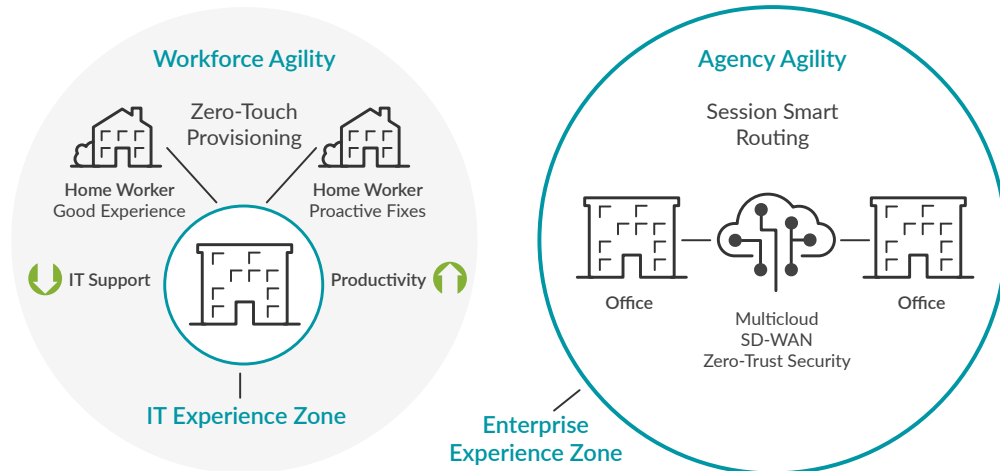 Workforce Agility
Zero-Touch
Provisioning
Home Worker
Good Experience
Home Worker
Proactive Fixes
IT Support
Productivity
IT Experience Zone
Agency Agility
Session Smart
Routing
Office
Office
Multicloud
SD-WAN
Zero-Trust Security
Enterprise
Experience Zone